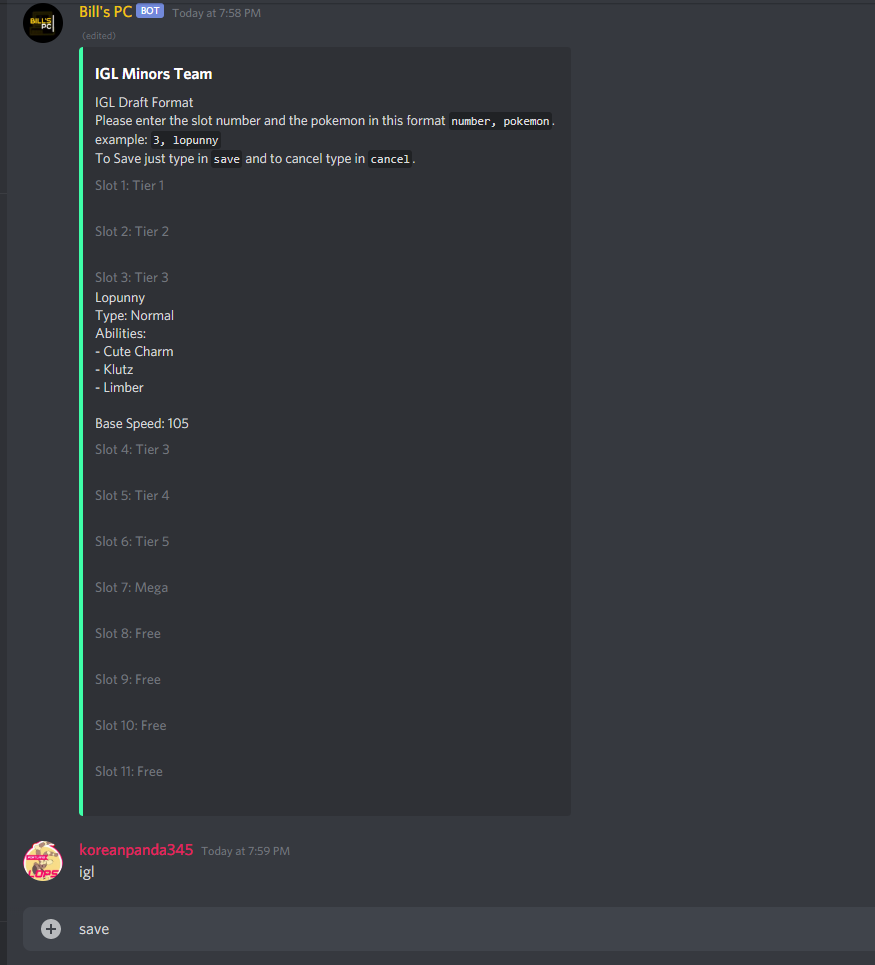 BILL'S
PC
Bill's PC BOT Today at 7:58 PM
(edited)
IGL Minors Team
IGL Draft Format
Please enter the slot number and the pokemon in this format number, pokemon.
example: 3, lopunny
To Save just type in save and to cancel type in cancel.
Slot 1: Tier 1
Slot 2: Tier 2
Slot 3: Tier 3
Lopunny
Type: Normal
Abilities:
- Cute Charm
- Klutz
- Limber
Base Speed: 105
Slot 4: Tier 3
Slot 5: Tier 4
Slot 6: Tier 5
Slot 7: Mega
Slot 8: Free
Slot 9: Free
Slot 10: Free
Slot 11: Free
koreanpanda345 Today at 7:59 PM
LOPS
igl
save